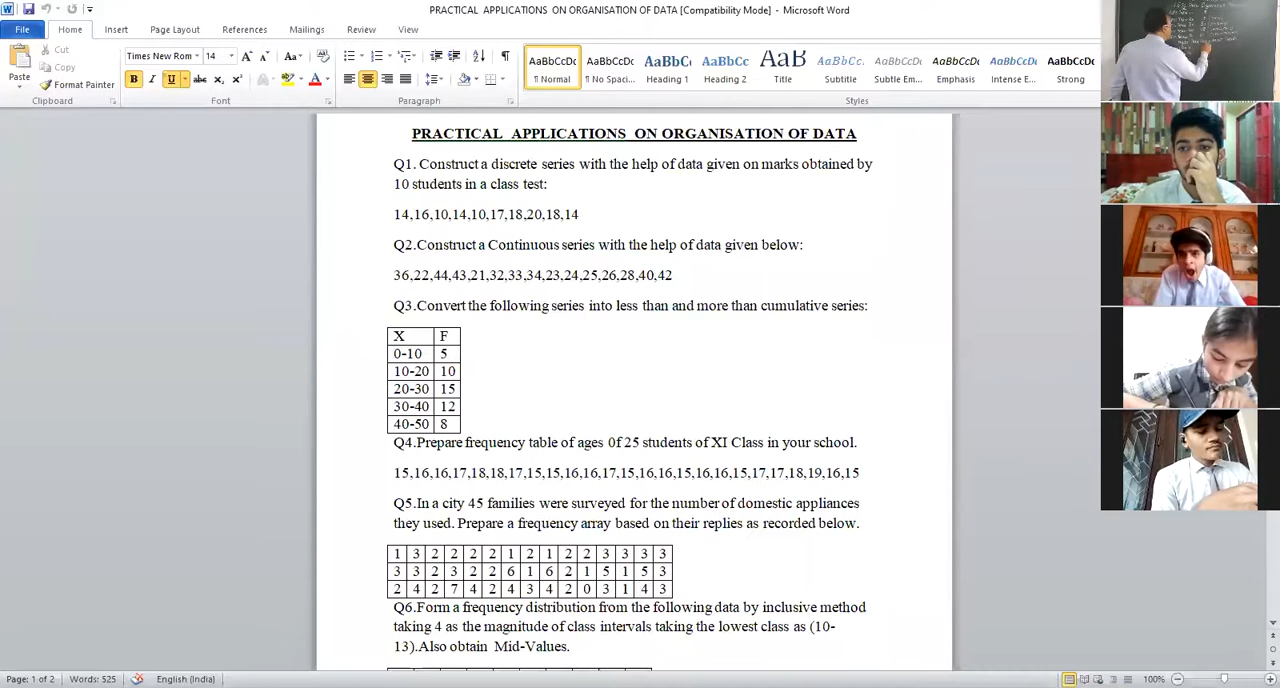 PRACTICAL APPLICATIONS ON ORGANISATION OF DATA [Compatibility Mode] - Microsoft Word
File Home Insert Page Layout References Mailings Review View
Cut
Copy
Format Painter
Paste
Clipboard
Times New Rom 14
Font
Paragraph
AaBbCcDc AaBbCcDc AaBbC AaBbCc AaB AaBbCc. AaBbCcDc AaBbCcDc AaBbCcDc AaBbCcDc
¶ Normal ¶ No Spaci... Heading 1 Heading 2 Title Subtitle Subtle Em... Emphasis Intense E... Strong
Styles
PRACTICAL APPLICATIONS ON ORGANISATION OF DATA
Q1. Construct a discrete series with the help of data given on marks obtained by
10 students in a class test:
14,16,10,14,10,17,18,20,18,14
Q2.Construct a Continuous series with the help of data given below:
36,22,44,43,21,32,33,34,23,24,25,26,28,40,42
Q3.Convert the following series into less than and more than cumulative series:
X F
0-10 5
10-20 10
20-30 15
30-40 12
40-50 8
Q4.Prepare frequency table of ages 0f 25 students of XI Class in your school.
15,16,16,17,18,18,17,15,15,16,16,17,15,16,16,15,16,16,15,17,17,18,19,16,15
Q5.In a city 45 families were surveyed for the number of domestic appliances
they used. Prepare a frequency array based on their replies as recorded below.
1 3 2 2 2 2 1 2 1 2 2 3 3 3 3
3 3 2 3 2 2 6 1 6 2 1 5 1 5 3
2 4 2 7 4 2 4 3 4 2 0 3 1 4 3
Q6.Form a frequency distribution from the following data by inclusive method
taking 4 as the magnitude of class intervals taking the lowest class as (10-
13).Also obtain Mid-Values.
Page: 1 of 2 Words: 525 English (India) 100%